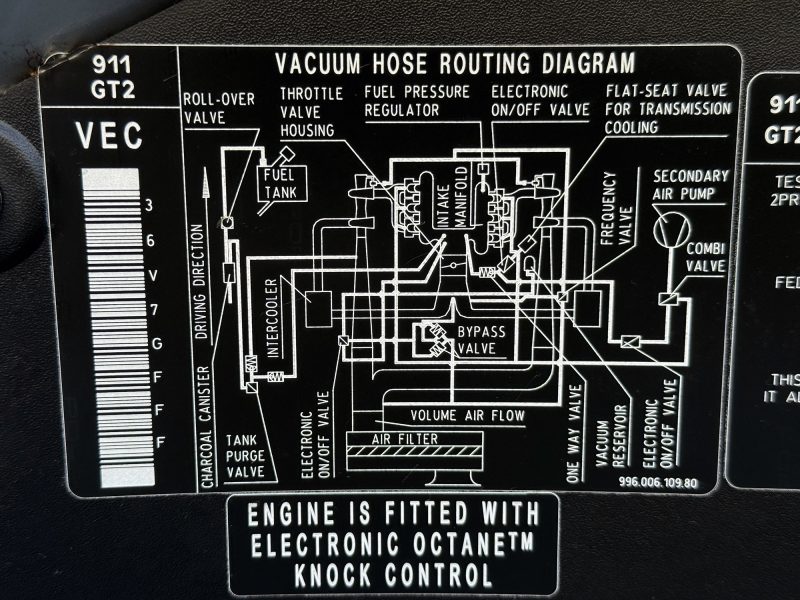 911
GT2
VEC
3
6
V
7
G
F
F
F
VACUUM HOSE ROUTING DIAGRAM
ROLL-OVER
VALVE
THROTTLE
VALVE
HOUSING
FUEL PRESSURE
REGULATOR
ELECTRONIC
ON/OFF VALVE
FLAT-SEAT VALVE
FOR TRANSMISSION
COOLING
FUEL
TANK
INTAKE
MANIFOLD
FREQUENCY
VALVE
SECONDARY
AIR PUMP
COMBI
VALVE
DRIVING DIRECTION
INTERCOOLER
BYPASS
VALVE
CHARCOAL CANISTER
TANK
PURGE
VALVE
ELECTRONIC
ON/OFF VALVE
VOLUME AIR FLOW
AIR FILTER
ONE WAY VALVE
VACUUM
RESERVOIR
ELECTRONIC
ON/OFF VALVE
996.006.109.80
ENGINE IS FITTED WITH
ELECTRONIC OCTANE™
KNOCK CONTROL
911
GT2
TES
2PR
FED
THIS
IT A